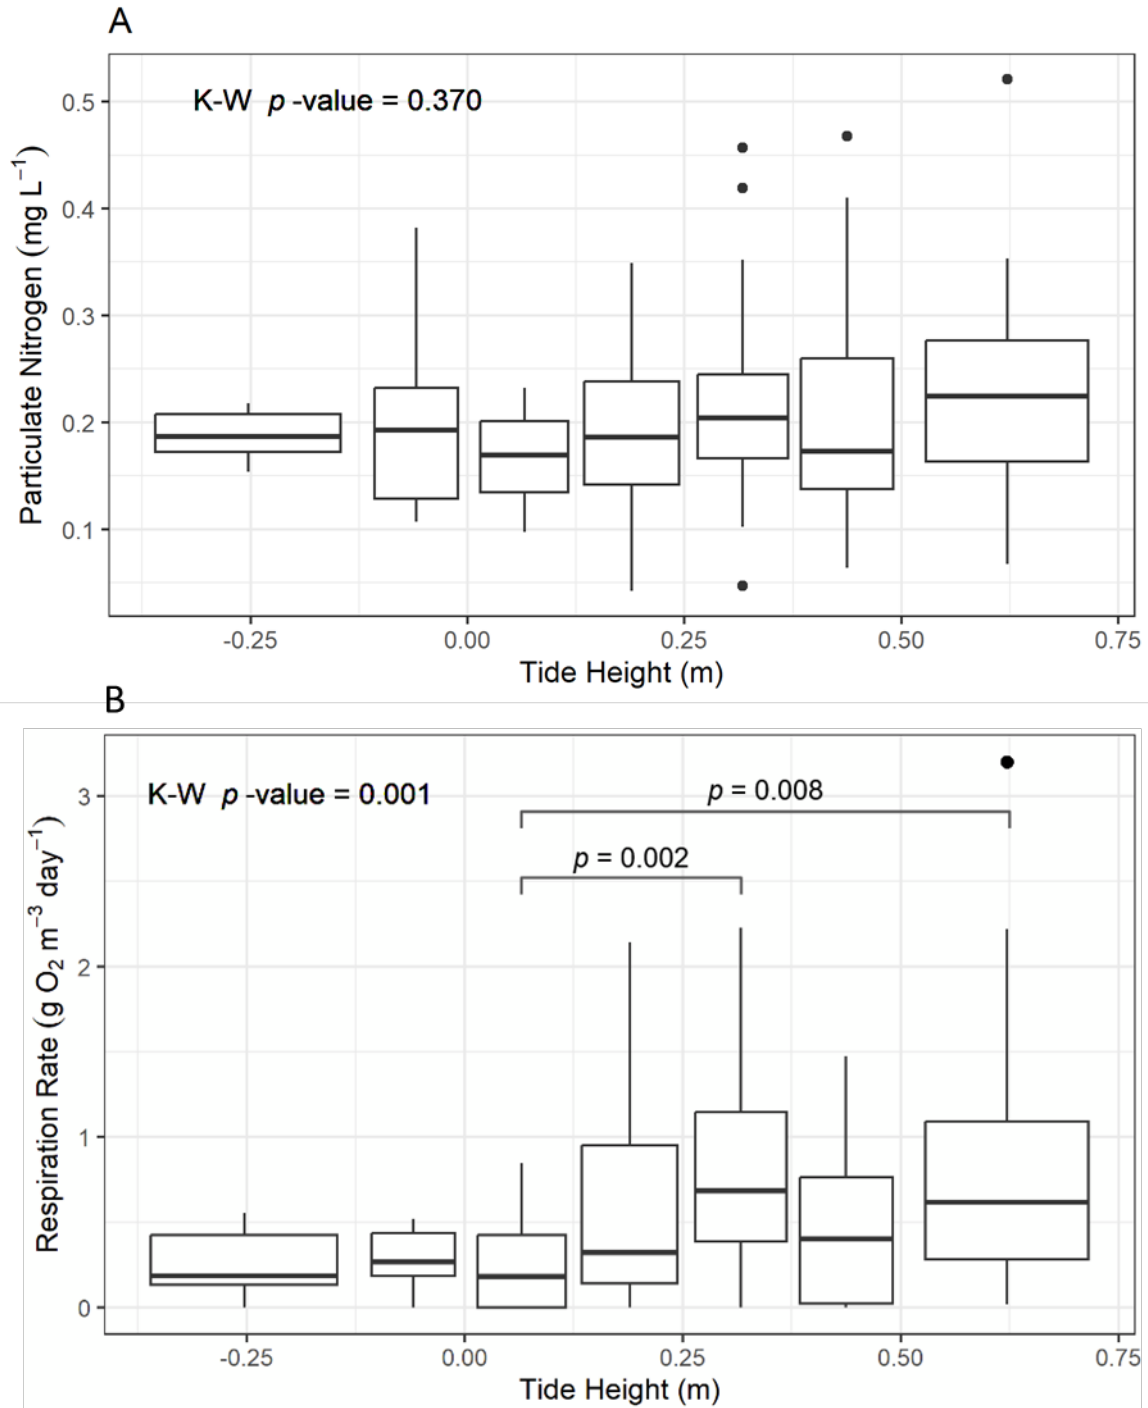 A
K-W p -value = 0.370
Particulate Nitrogen (mg L⁻¹)
0.5
0.4
0.3
0.2
0.1
-0.25 0.00 0.25 0.50 0.75
Tide Height (m)
B
K-W p -value = 0.001
p = 0.008
p = 0.002
Respiration Rate (g O₂ m⁻³ day⁻¹)
3
2
1
0
-0.25 0.00 0.25 0.50 0.75
Tide Height (m)